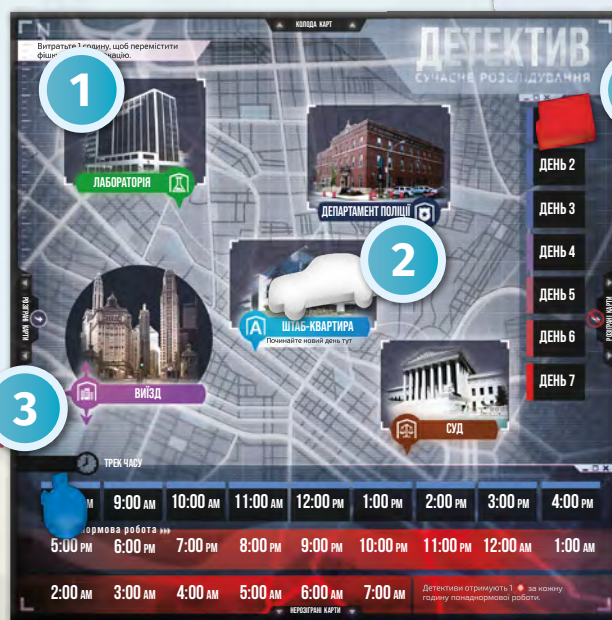 КОЛОДА КАРТ
ДЕТЕКТИВ
СУЧАСНЕ РОЗСЛІДУВАННЯ
Витратьте 1 годину, щоб перемістити
1
ЛАБОРАТОРІЯ
ДЕПАРТАМЕНТ ПОЛІЦІЇ
2
ШТАБ-КВАРТИРА
Починайте новий день тут
3
ВИЇЗД
СУД
ДЕНЬ 2
ДЕНЬ 3
ДЕНЬ 4
ДЕНЬ 5
ДЕНЬ 6
ДЕНЬ 7
РОЗІГРАНІ КАРТИ
ТРЕК ЧАСУ
9:00 AM 10:00 AM 11:00 AM 12:00 PM 1:00 PM 2:00 PM 3:00 PM 4:00 PM
робота
5:00 PM 6:00 PM 7:00 PM 8:00 PM 9:00 PM 10:00 PM 11:00 PM 12:00 AM 1:00 AM
2:00 AM 3:00 AM 4:00 AM 5:00 AM 6:00 AM 7:00 AM
Детективи отримують 1 за кожну
годину понаднормової роботи.
НЕРОЗІГРАНІ КАРТИ